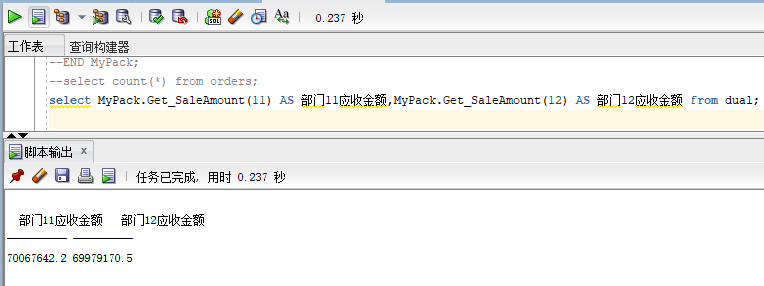 0.237 秒
工作表 查询构建器
--END MyPack;
--select count(*) from orders;
select MyPack.Get_SaleAmount(11) AS 部门11应收金额,MyPack.Get_SaleAmount(12) AS 部门12应收金额 from dual;
脚本输出 x
任务已完成，用时 0.237 秒
部门11应收金额 部门12应收金额
70067642.2 69979170.5